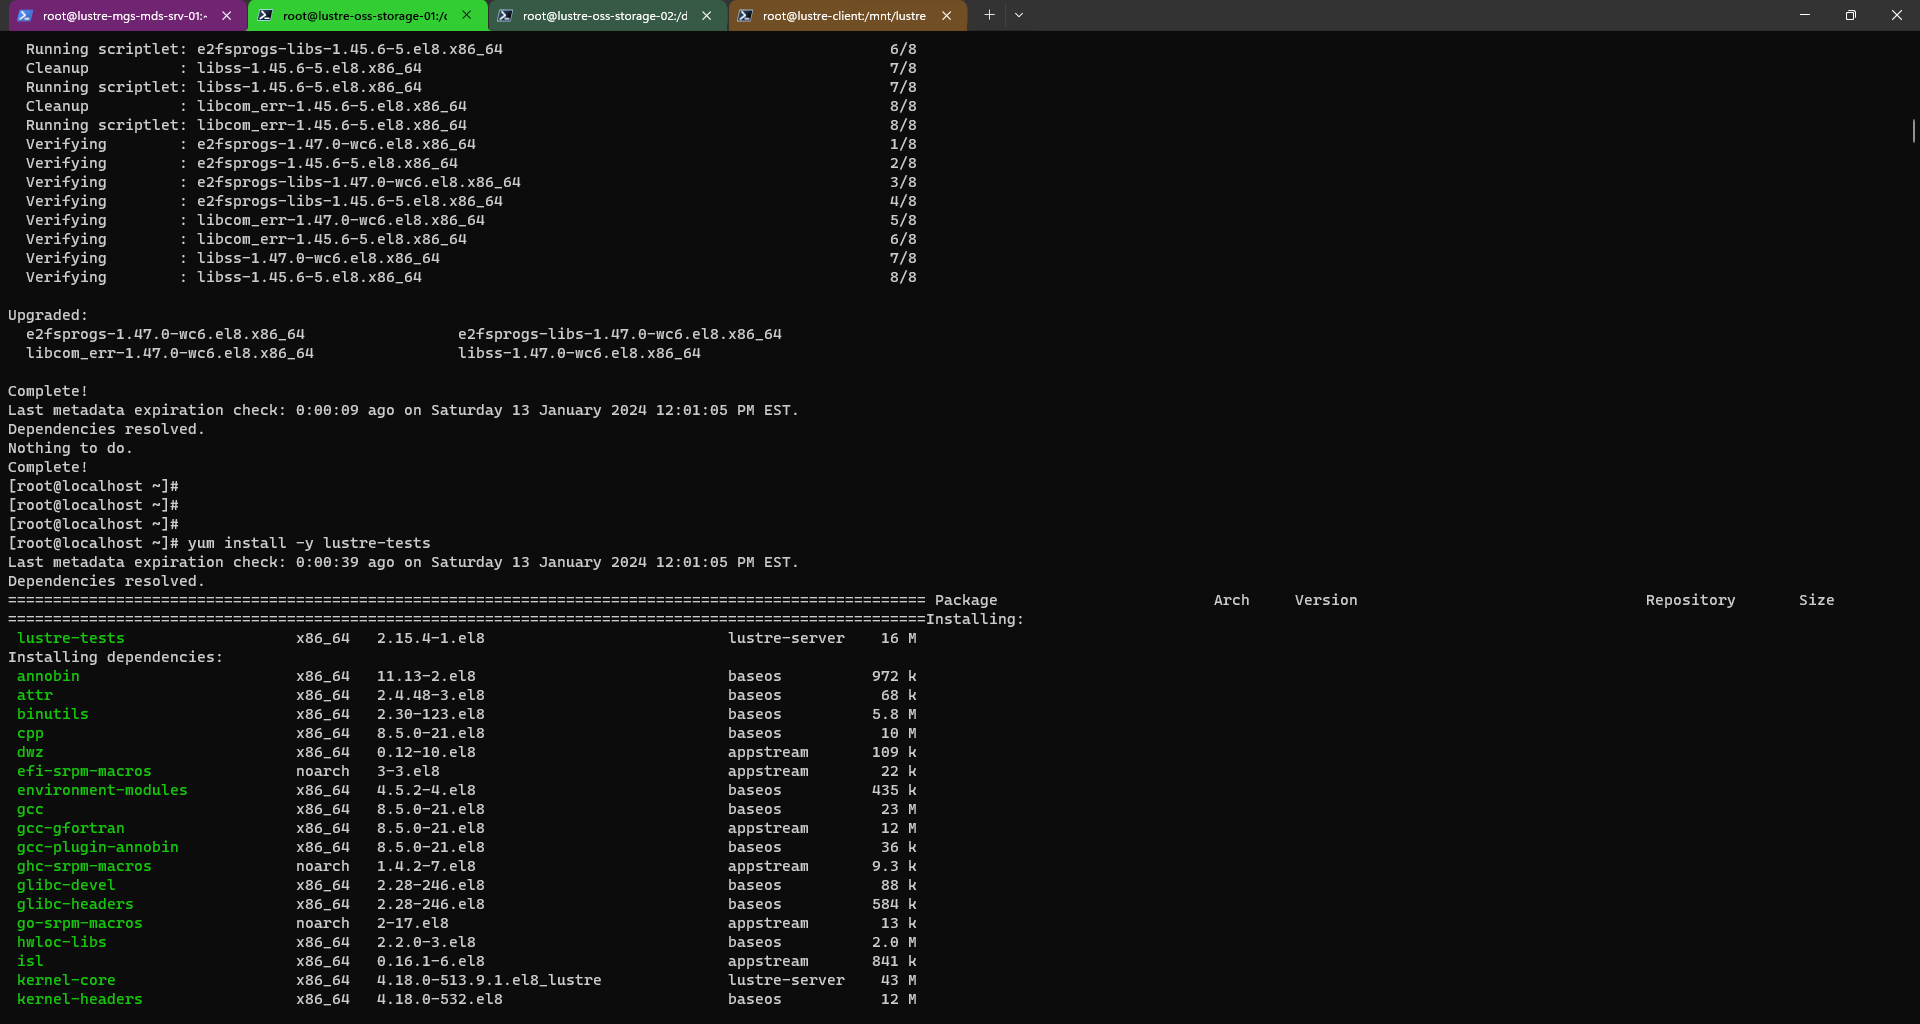 root@lustre-mgs-mds-srv-01:~
root@lustre-oss-storage-01:/c
root@lustre-oss-storage-02:/d
root@lustre-client:/mnt/lustre
Running scriptlet: e2fsprogs-libs-1.45.6-5.el8.x86_64 6/8
Cleanup : libss-1.45.6-5.el8.x86_64 7/8
Running scriptlet: libss-1.45.6-5.el8.x86_64 7/8
Cleanup : libcom_err-1.45.6-5.el8.x86_64 8/8
Running scriptlet: libcom_err-1.45.6-5.el8.x86_64 8/8
Verifying : e2fsprogs-1.47.0-wc6.el8.x86_64 1/8
Verifying : e2fsprogs-1.45.6-5.el8.x86_64 2/8
Verifying : e2fsprogs-libs-1.47.0-wc6.el8.x86_64 3/8
Verifying : e2fsprogs-libs-1.45.6-5.el8.x86_64 4/8
Verifying : libcom_err-1.47.0-wc6.el8.x86_64 5/8
Verifying : libcom_err-1.45.6-5.el8.x86_64 6/8
Verifying : libss-1.47.0-wc6.el8.x86_64 7/8
Verifying : libss-1.45.6-5.el8.x86_64 8/8
Upgraded:
e2fsprogs-1.47.0-wc6.el8.x86_64 e2fsprogs-libs-1.47.0-wc6.el8.x86_64
libcom_err-1.47.0-wc6.el8.x86_64 libss-1.47.0-wc6.el8.x86_64
Complete!
Last metadata expiration check: 0:00:09 ago on Saturday 13 January 2024 12:01:05 PM EST.
Dependencies resolved.
Nothing to do.
Complete!
[root@localhost ~]#
[root@localhost ~]#
[root@localhost ~]#
[root@localhost ~]# yum install -y lustre-tests
Last metadata expiration check: 0:00:39 ago on Saturday 13 January 2024 12:01:05 PM EST.
Dependencies resolved.
====================================================================================================== Package Arch Version Repository Size
======================================================================================================Installing:
lustre-tests x86_64 2.15.4-1.el8 lustre-server 16 M
Installing dependencies:
annobin x86_64 11.13-2.el8 baseos 972 k
attr x86_64 2.4.48-3.el8 baseos 68 k
binutils x86_64 2.30-123.el8 baseos 5.8 M
cpp x86_64 8.5.0-21.el8 baseos 10 M
dwz x86_64 0.12-10.el8 appstream 109 k
efi-srpm-macros noarch 3-3.el8 appstream 22 k
environment-modules x86_64 4.5.2-4.el8 baseos 435 k
gcc x86_64 8.5.0-21.el8 baseos 23 M
gcc-gfortran x86_64 8.5.0-21.el8 appstream 12 M
gcc-plugin-annobin x86_64 8.5.0-21.el8 baseos 36 k
ghc-srpm-macros noarch 1.4.2-7.el8 appstream 9.3 k
glibc-devel x86_64 2.28-246.el8 baseos 88 k
glibc-headers x86_64 2.28-246.el8 baseos 584 k
go-srpm-macros noarch 2-17.el8 appstream 13 k
hwloc-libs x86_64 2.2.0-3.el8 baseos 2.0 M
isl x86_64 0.16.1-6.el8 appstream 841 k
kernel-core x86_64 4.18.0-513.9.1.el8_lustre lustre-server 43 M
kernel-headers x86_64 4.18.0-532.el8 baseos 12 M